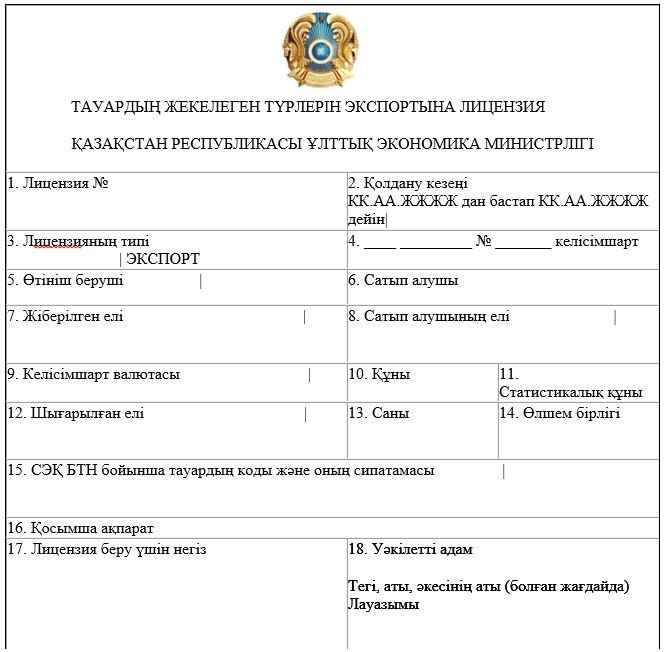 ТАУАРДЫҢ ЖЕКЕЛЕГЕН ТҮРЛЕРІН ЭКСПОРТЫНА ЛИЦЕНЗИЯ
ҚАЗАҚСТАН РЕСПУБЛИКАСЫ ҰЛТТЫҚ ЭКОНОМИКА МИНИСТРЛІГІ
1. Лицензия №
2. Қолдану кезеңі
КК.АА.ЖЖЖЖ дан бастап КК.АА.ЖЖЖЖ
дейін|
3. Лицензияның типі
| ЭКСПОРТ
4. ____ _________ № _______ келісімшарт
5. Өтініш беруші |
6. Сатып алушы
7. Жіберілген елі |
8. Сатып алушының елі |
9. Келісімшарт валютасы |
10. Құны
11.
Статистикалық құны
12. Шығарылған елі |
13. Саны
14. Өлшем бірлігі
15. СЭҚ БТН бойынша тауардың коды және оның сипатамасы |
16. Қосымша ақпарат
17. Лицензия беру үшін негіз
18. Уәкілетті адам
Тегі, аты, әкесінің аты (болған жағдайда)
Лауазымы